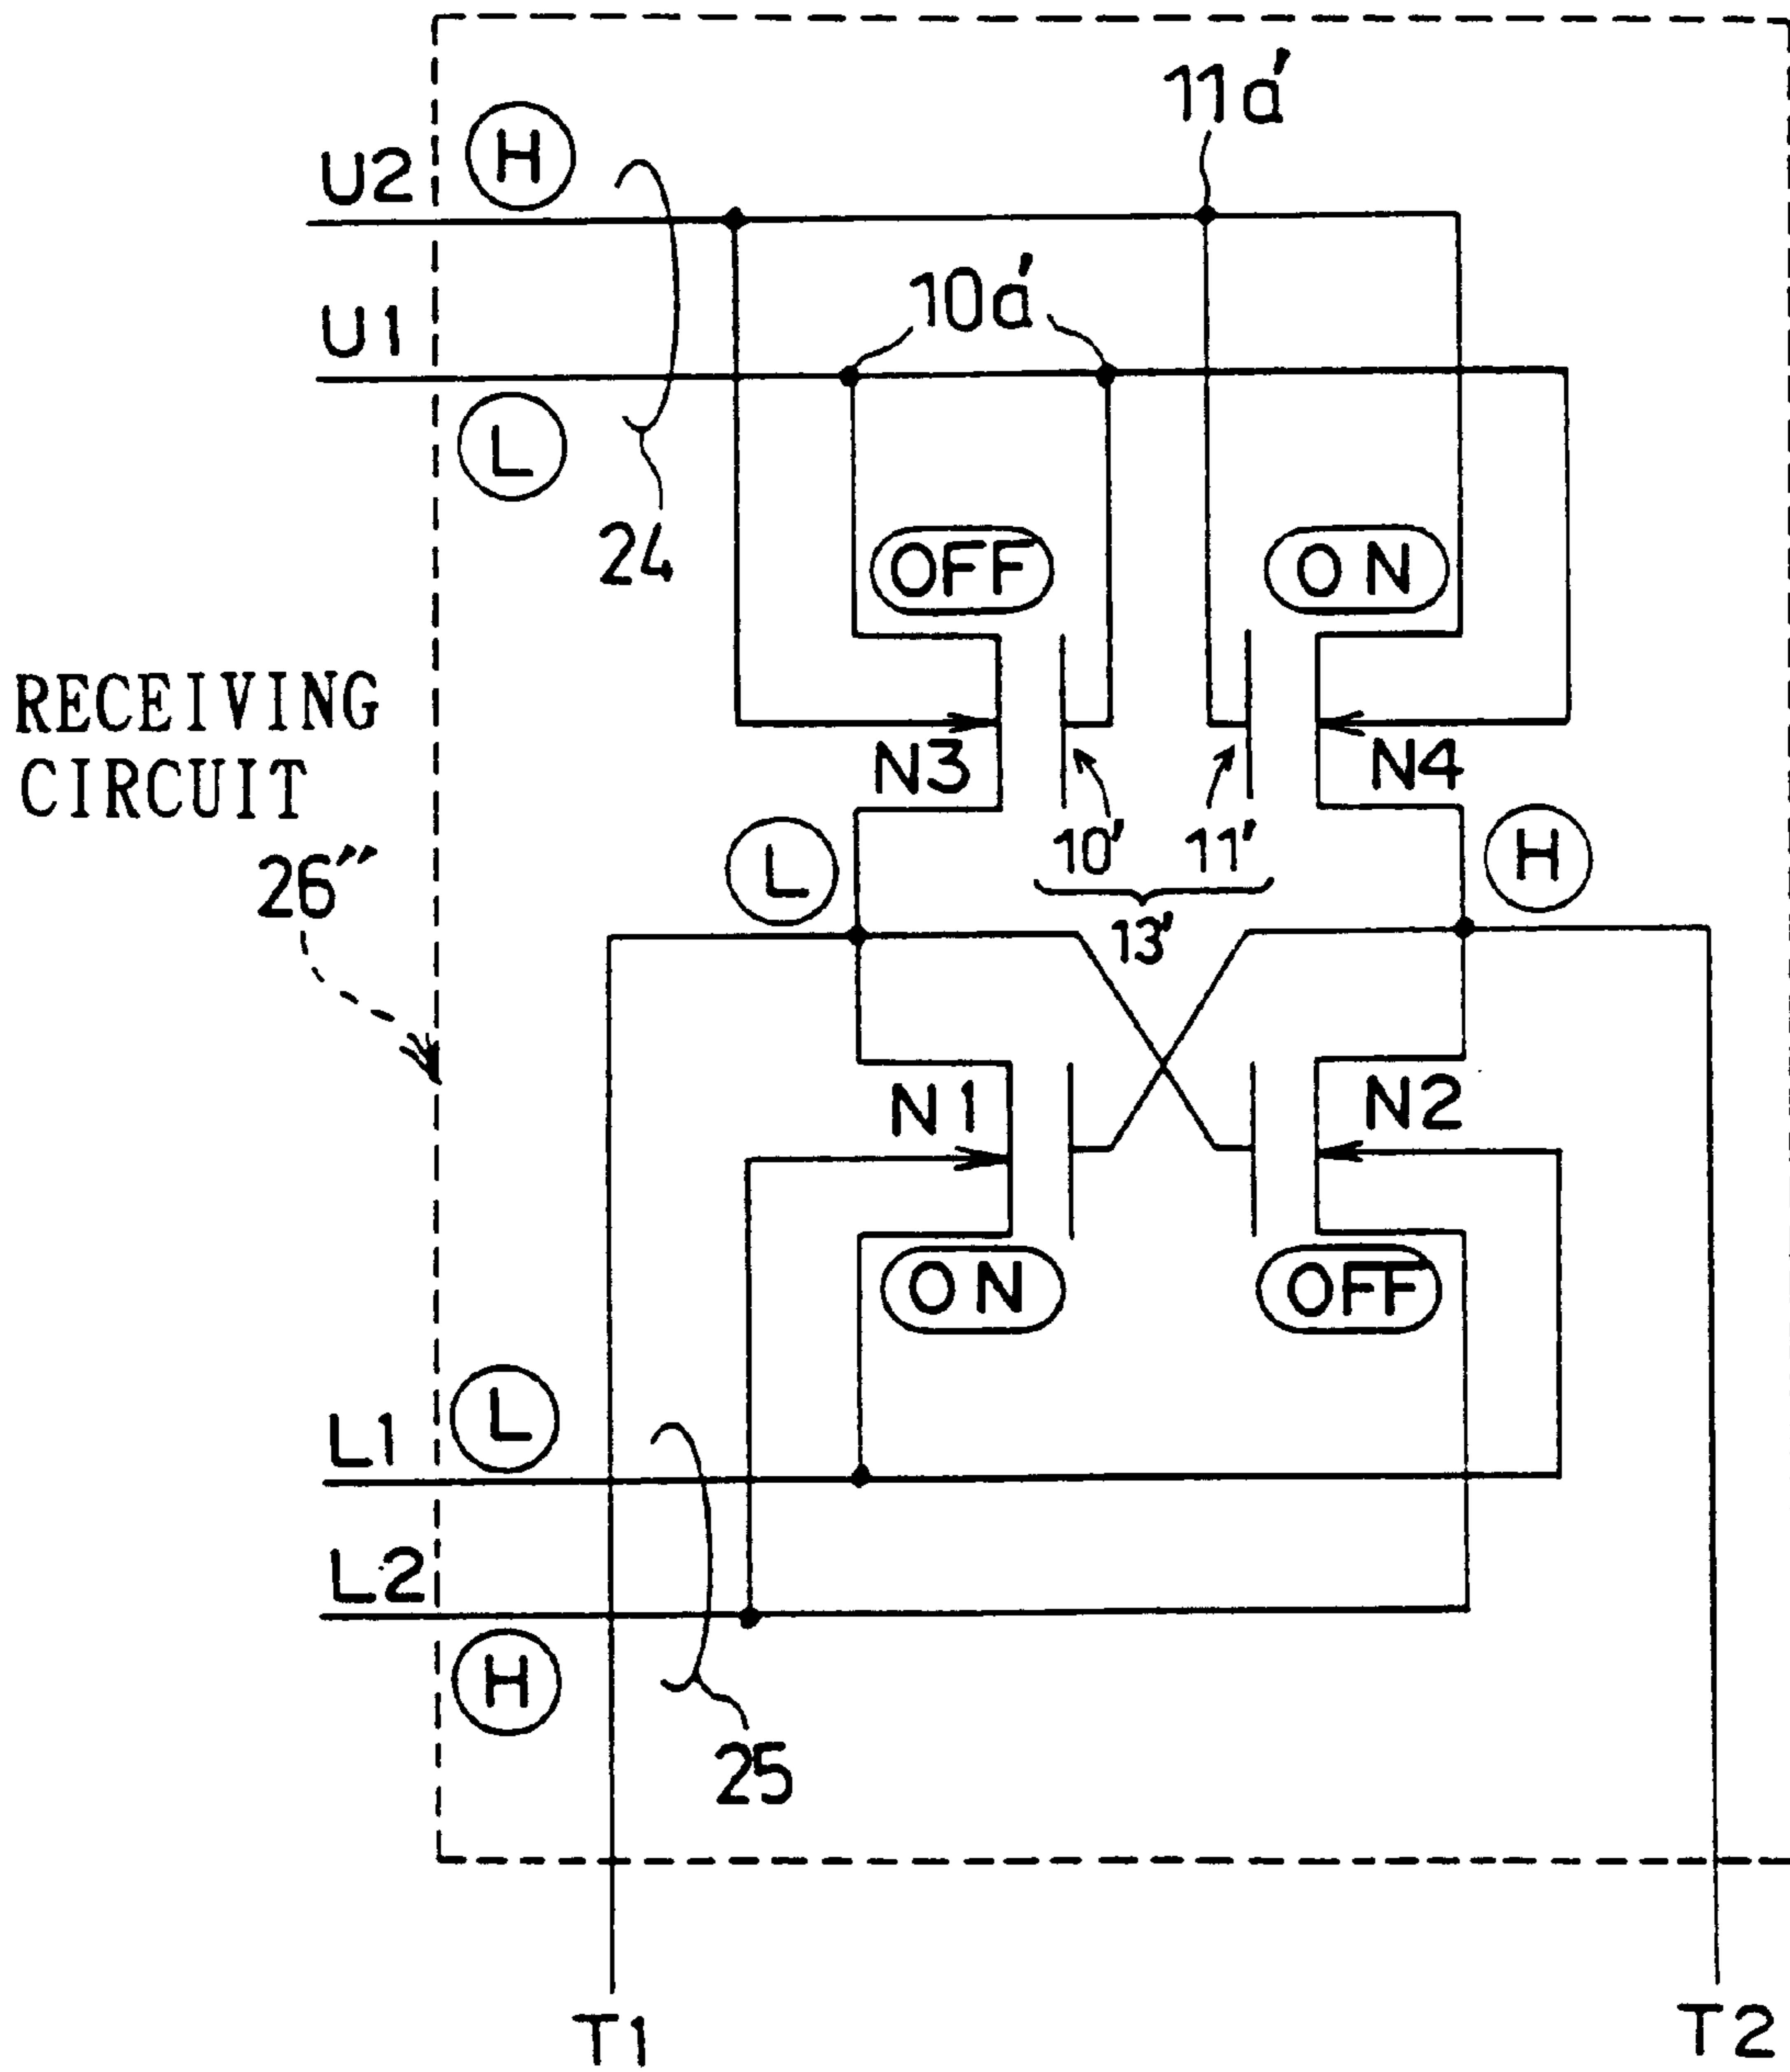 11a′
U2
H
U1
10a′
L
24
OFF
ON
RECEIVING
CIRCUIT
26″
N3
N4
10′
11′
L
H
13′
N1
N2
ON
OFF
L1
L
L2
H
25
T1
T2